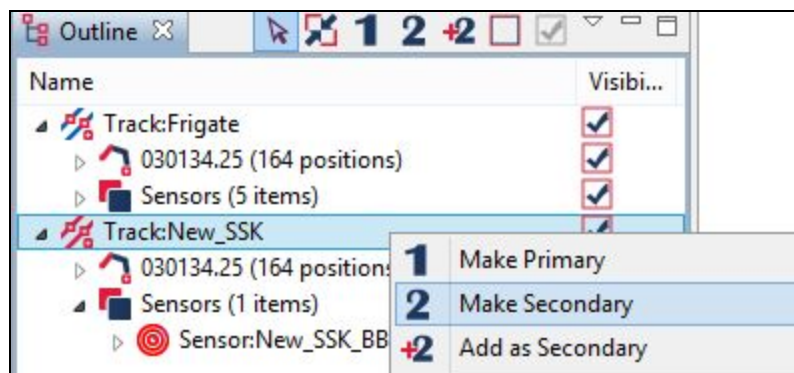 Outline 1 2 +2
Name Visibi...
Track:Frigate
030134.25 (164 positions)
Sensors (5 items)
Track:New_SSK
030134.25 (164 positions
1 Make Primary
Sensors (1 items)
2 Make Secondary
Sensor:New_SSK_BB
+2 Add as Secondary